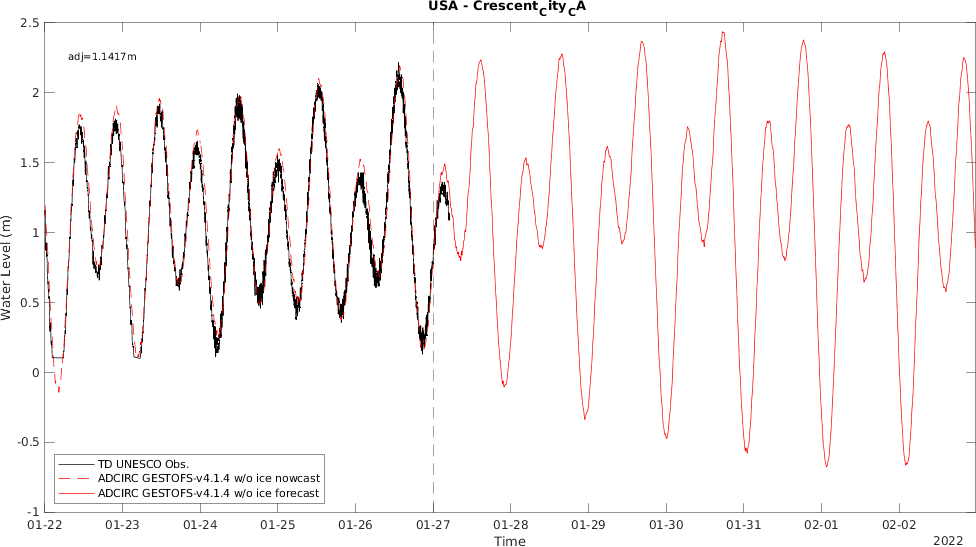 USA - Crescent_City_CA
adj=1.1417m
2.5
2
1.5
1
0.5
0
-0.5
-1
Water Level (m)
TD UNESCO Obs.
ADCIRC GESTOFS-v4.1.4 w/o ice nowcast
ADCIRC GESTOFS-v4.1.4 w/o ice forecast
01-22 01-23 01-24 01-25 01-26 01-27 01-28 01-29 01-30 01-31 02-01 02-02
Time
2022